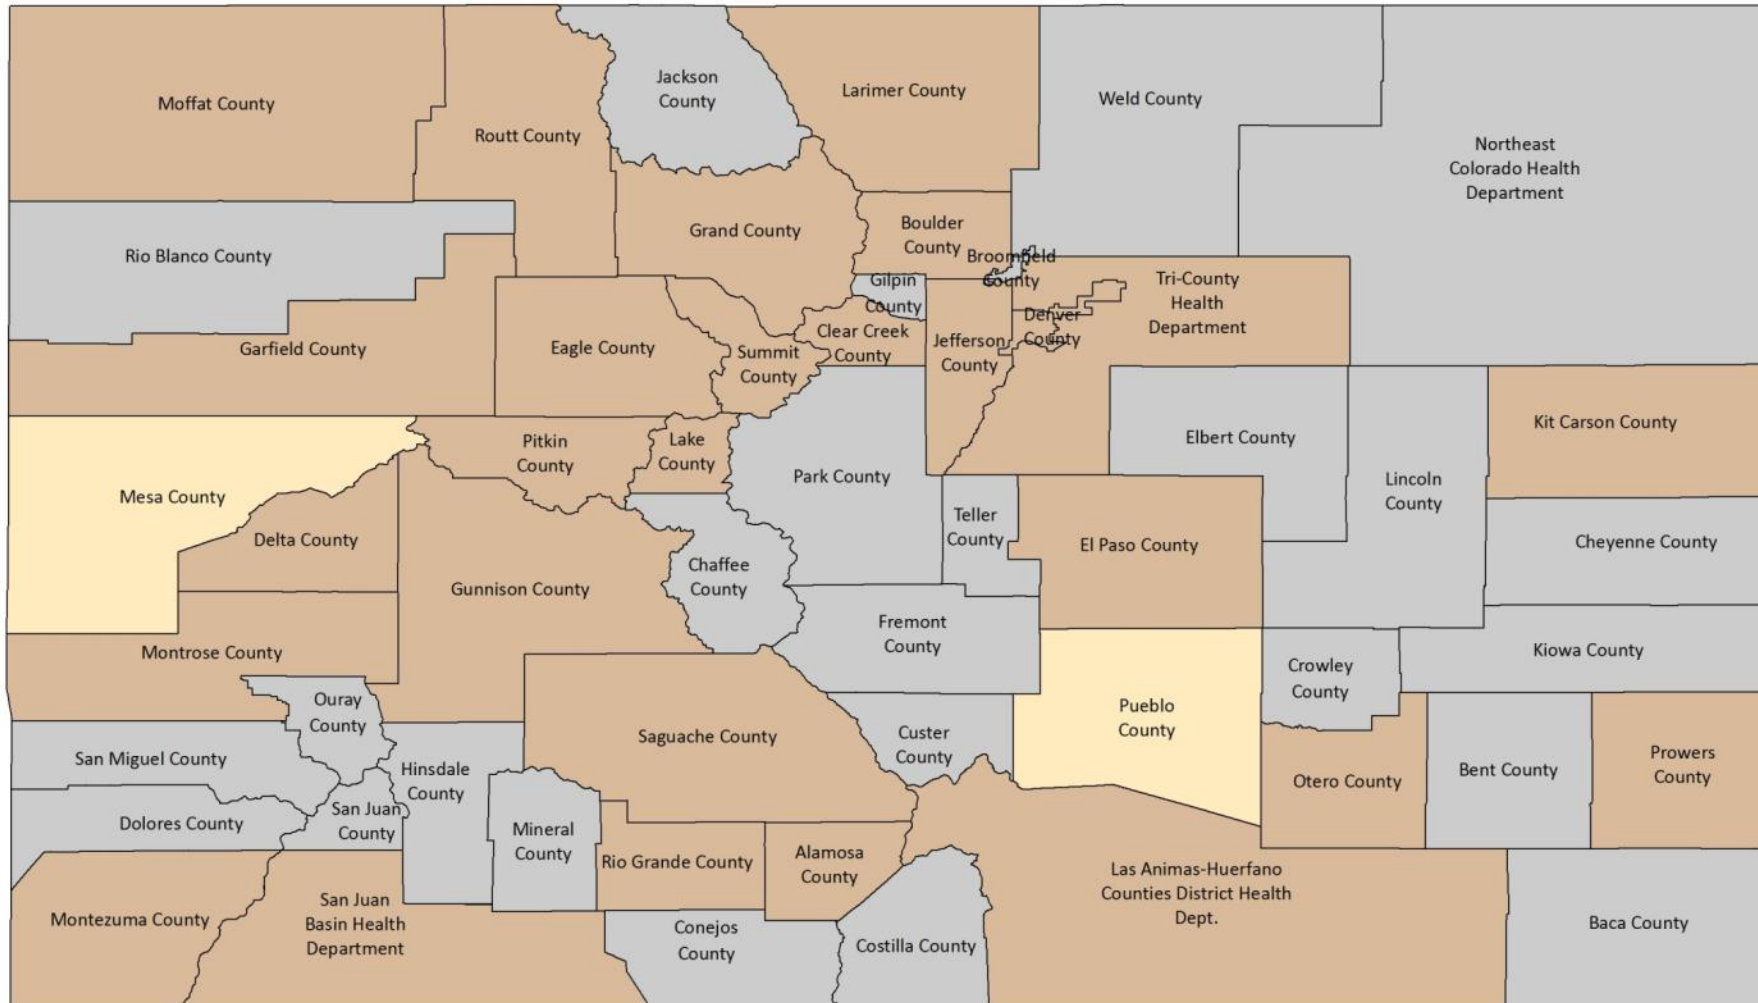 Jackson
County
Moffat County
Larimer County
Weld County
Routt County
Northeast
Colorado Health
Department
Grand County
Boulder
County
Rio Blanco County
Broomfield
County
Gilpin
County
Tri-County
Health
Department
Denver
County
Clear Creek
County
Jefferson
County
Garfield County
Eagle County
Summit
County
Kit Carson County
Pitkin
County
Lake
County
Elbert County
Park County
Lincoln
County
Mesa County
Teller
County
Delta County
El Paso County
Cheyenne County
Chaffee
County
Gunnison County
Fremont
County
Montrose County
Kiowa County
Crowley
County
Ouray
County
Pueblo
County
Saguache County
Custer
County
San Miguel County
Hinsdale
County
Prowers
County
Otero County
Bent County
San Juan
County
Dolores County
Mineral
County
Rio Grande County
Alamosa
County
Las Animas-Huerfano
Counties District Health
Dept.
San Juan
Basin Health
Department
Montezuma County
Conejos
County
Costilla County
Baca County